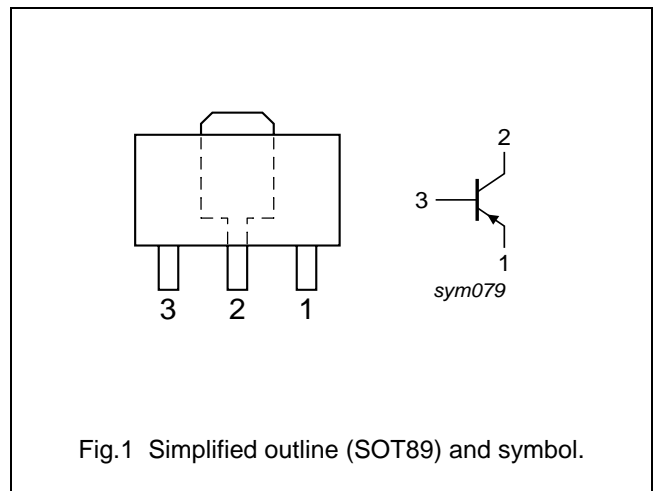 2
3
1
sym079
3 2 1
Fig.1 Simplified outline (SOT89) and symbol.